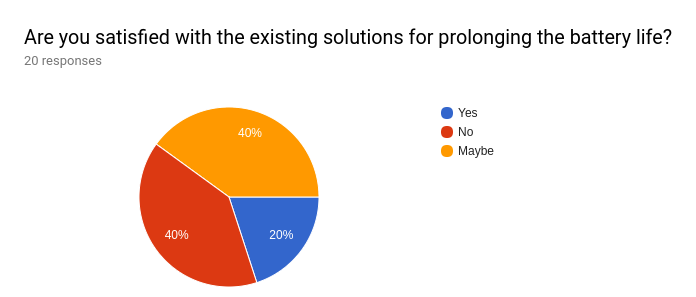 Are you satisfied with the existing solutions for prolonging the battery life?
20 responses
40%
40%
20%
Yes
No
Maybe